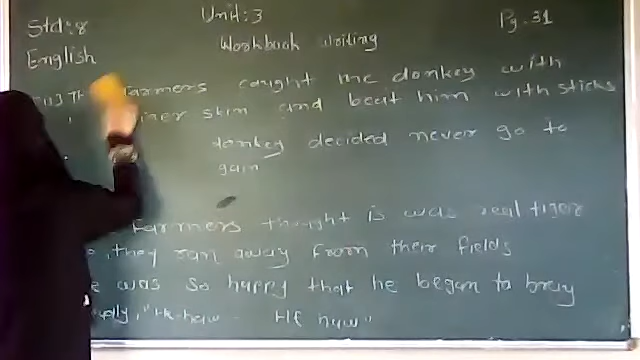 Std:8 Unit:3 Pg. 31
English Workbook writing
farmers caught the donkey with
skin and beat him with sticks
donkey decided never go to
gain
Farmers thought is was real tiger
they ran away from their fields
was so happy that he began to bray
"He-haw - HE haw"